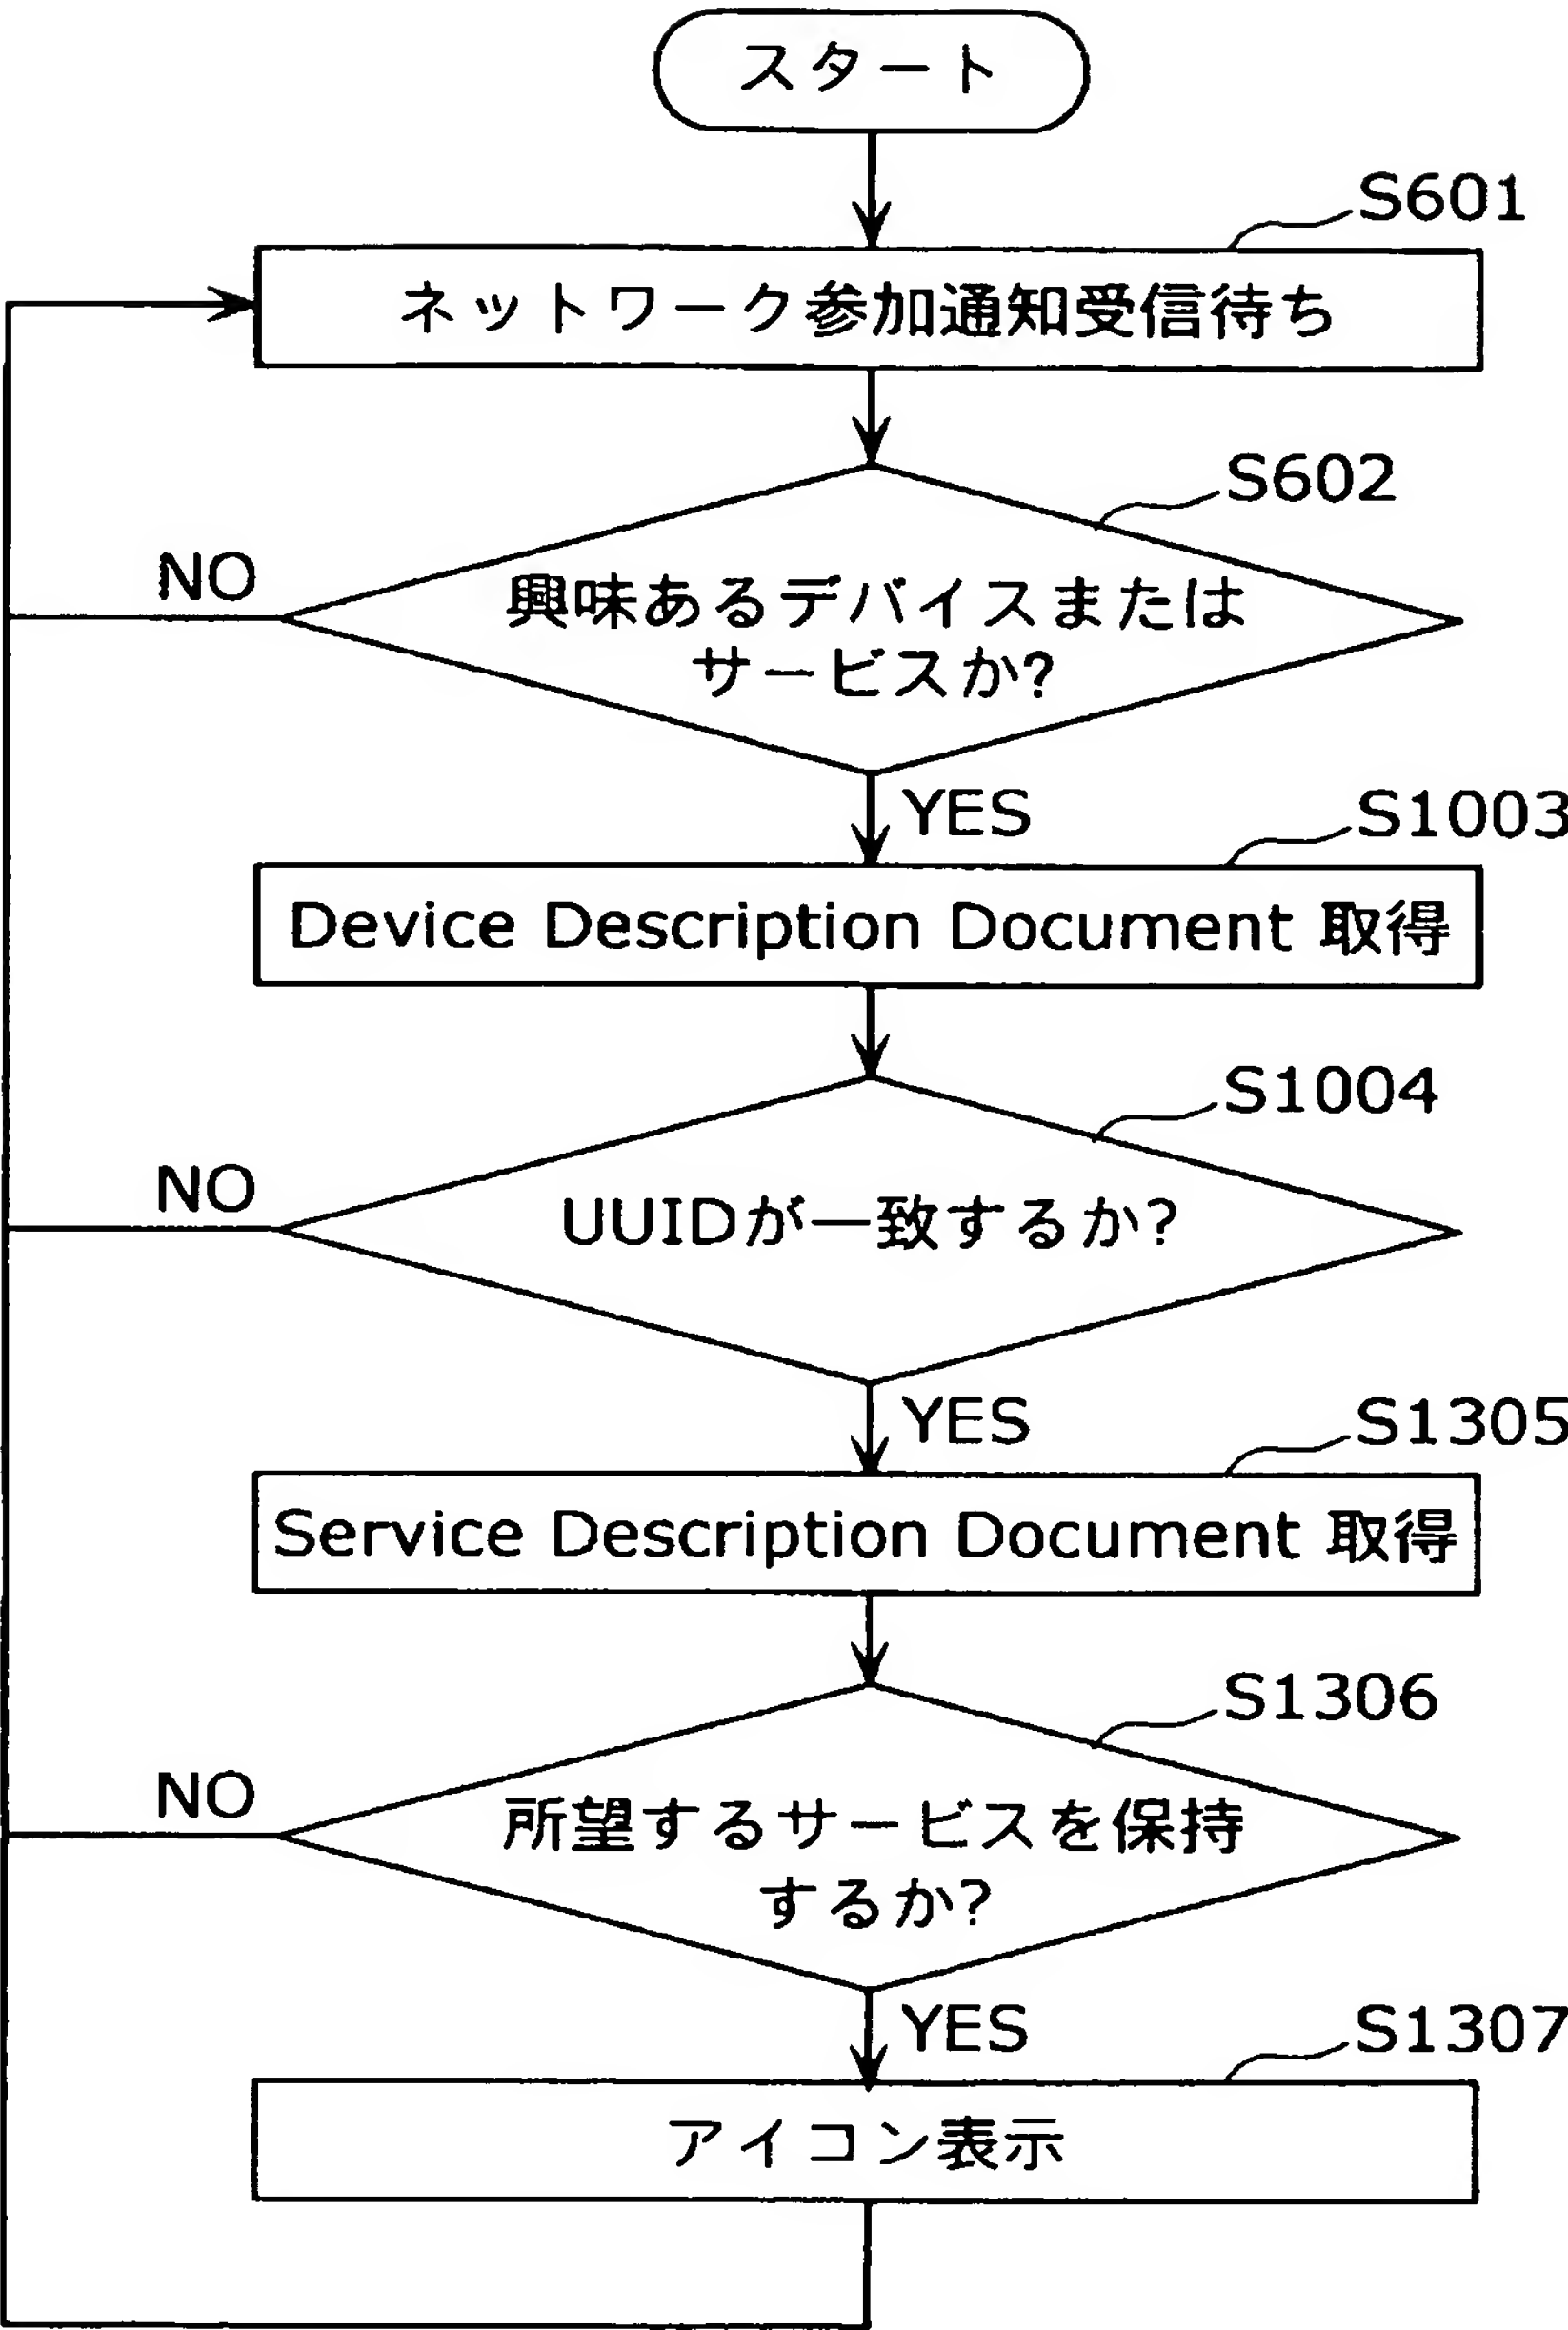 スタート
S601
ネットワーク参加通知受信待ち
S602
NO
興味あるデバイスまたは
サービスか?
YES
S1003
Device Description Document 取得
S1004
NO
UUIDが一致するか?
YES
S1305
Service Description Document 取得
S1306
NO
所望するサービスを保持
するか?
YES
S1307
アイコン表示